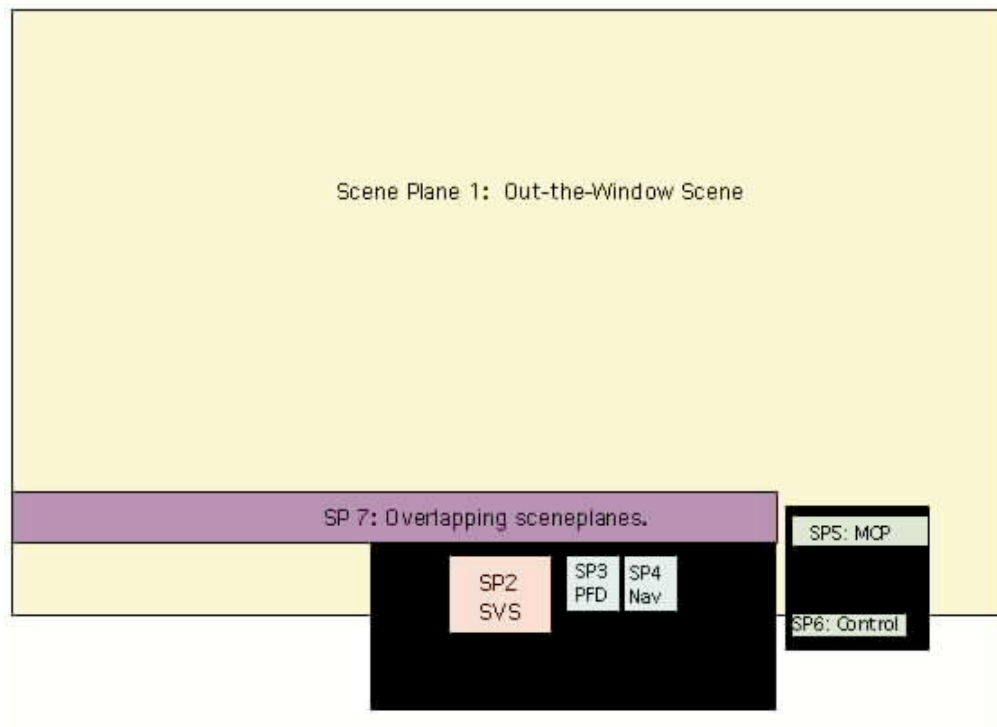 Scene Plane 1: Out-the-Window Scene
SP 7: Overlapping sceneplanes.
SP5: MCP
SP2
SVS
SP3
PFD
SP4
Nav
SP6: Control